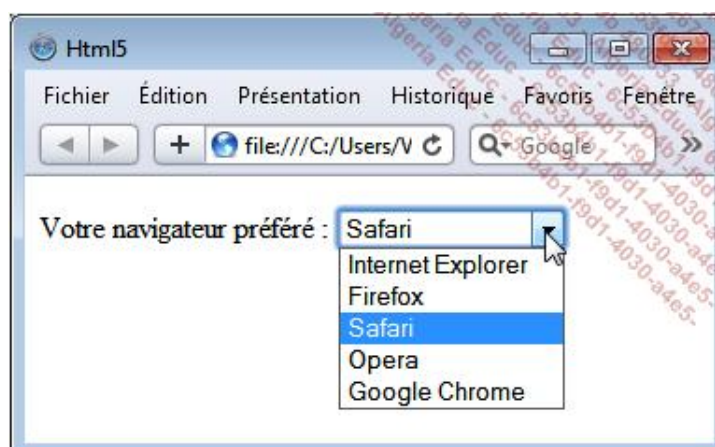 Html5
Fichier Édition Présentation Historique Favoris Fenêtre
file:///C:/Users/V Google
Votre navigateur préféré : Safari
Internet Explorer
Firefox
Safari
Opera
Google Chrome